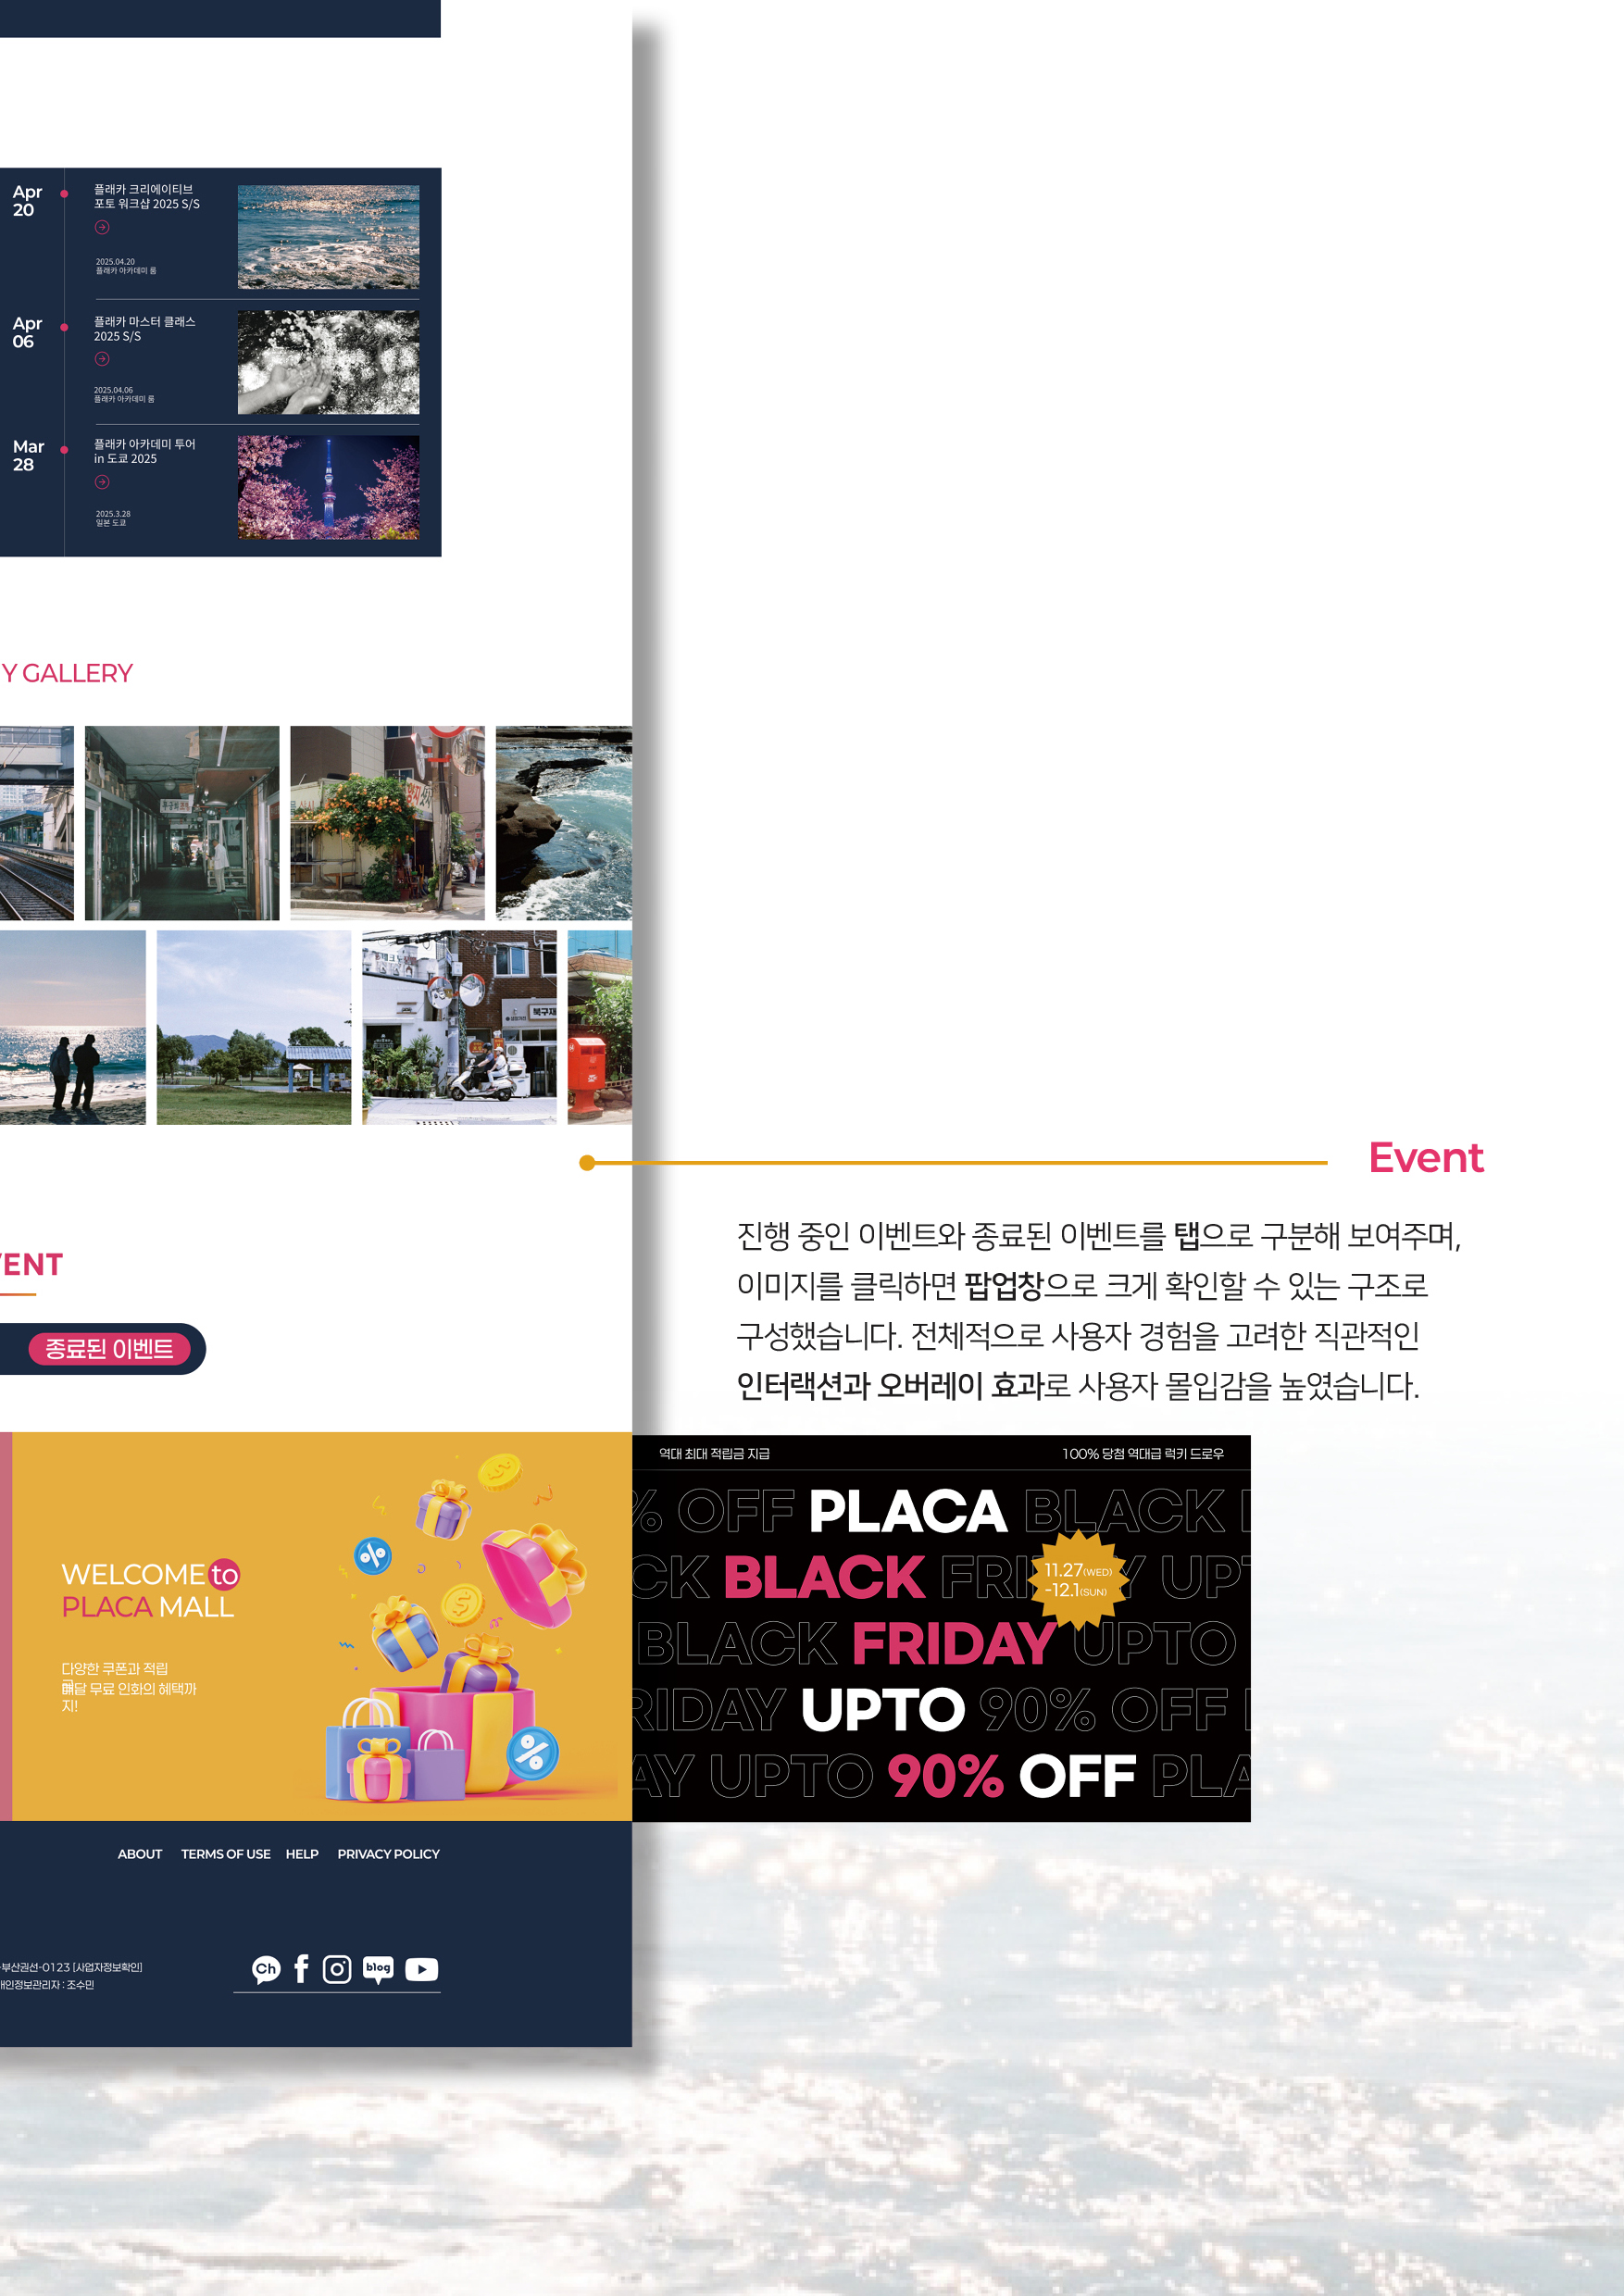 Apr
20
플래카 크리에이티브
포토 워크샵 2025 S/S
2025.04.20
플래카 아카데미 룸
Apr
06
플래카 마스터 클래스
2025 S/S
2025.04.06
플래카 아카데미 룸
Mar
28
플래카 아카데미 투어
in 도쿄 2025
2025.3.28
일본 도쿄
Y GALLERY
북구재
Event
진행 중인 이벤트와 종료된 이벤트를 탭으로 구분해 보여주며,
이미지를 클릭하면 팝업창으로 크게 확인할 수 있는 구조로
구성했습니다. 전체적으로 사용자 경험을 고려한 직관적인
인터랙션과 오버레이 효과로 사용자 몰입감을 높였습니다.
VENT
종료된 이벤트
WELCOME to
PLACA MALL
다양한 쿠폰과 적립
매달 무료 인화의 혜택까
지!
역대 최대 적립금 지급
100% 당첨 역대급 럭키 드로우
% OFF PLACA BLACK
CK BLACK FRIDAY UPT
11.27(WED)
-12.1(SUN)
BLACK FRIDAY UPTO
RIDAY UPTO 90% OFF
AY UPTO 90% OFF PLA
ABOUT TERMS OF USE HELP PRIVACY POLICY
-부산권선-0123 [사업자정보확인]
개인정보관리자 : 조수민
Ch
f
blog